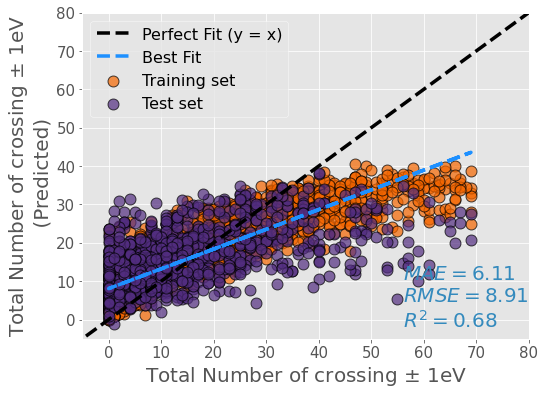 Total Number of crossing ± 1eV
(Predicted)
80
70
60
50
40
30
20
10
0
Perfect Fit (y = x)
Best Fit
Training set
Test set
MAE = 6.11
RMSE = 8.91
R² = 0.68
0 10 20 30 40 50 60 70 80
Total Number of crossing ± 1eV